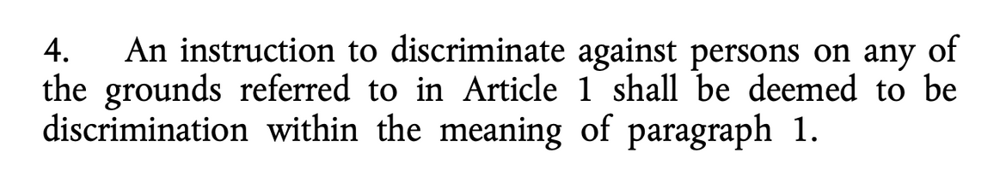 4. An instruction to discriminate against persons on any of
the grounds referred to in Article 1 shall be deemed to be
discrimination within the meaning of paragraph 1.